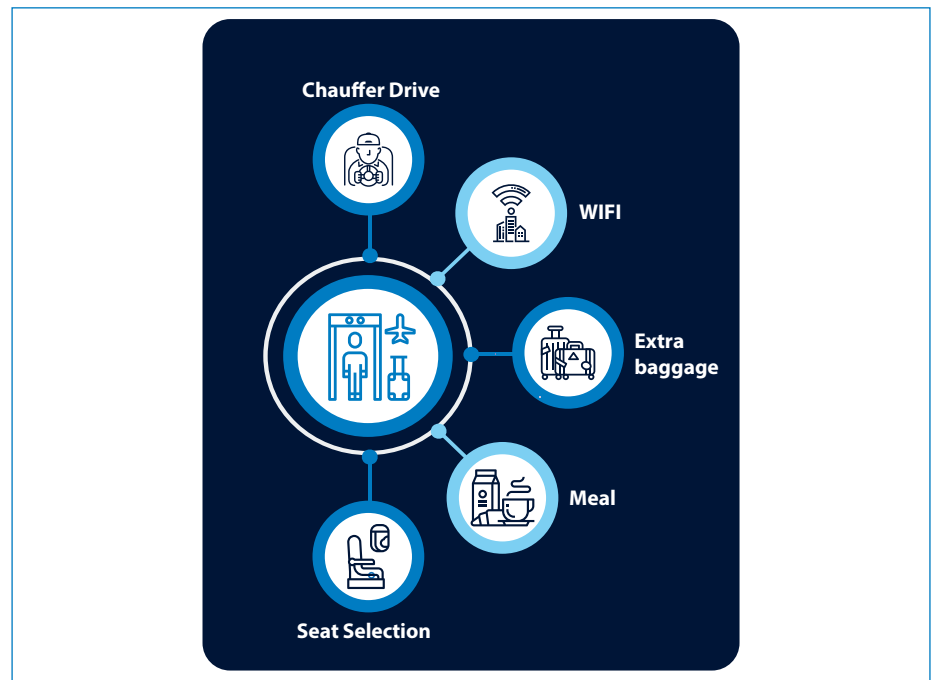 Chauffer Drive
WIFI
Extra
baggage
Meal
Seat Selection